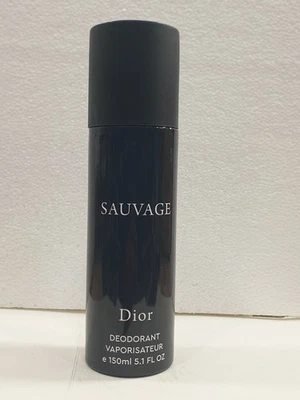 SAUVAGE
Dior
DEODORANT
VAPORISATEUR
e 150ml 5.1 FL OZ